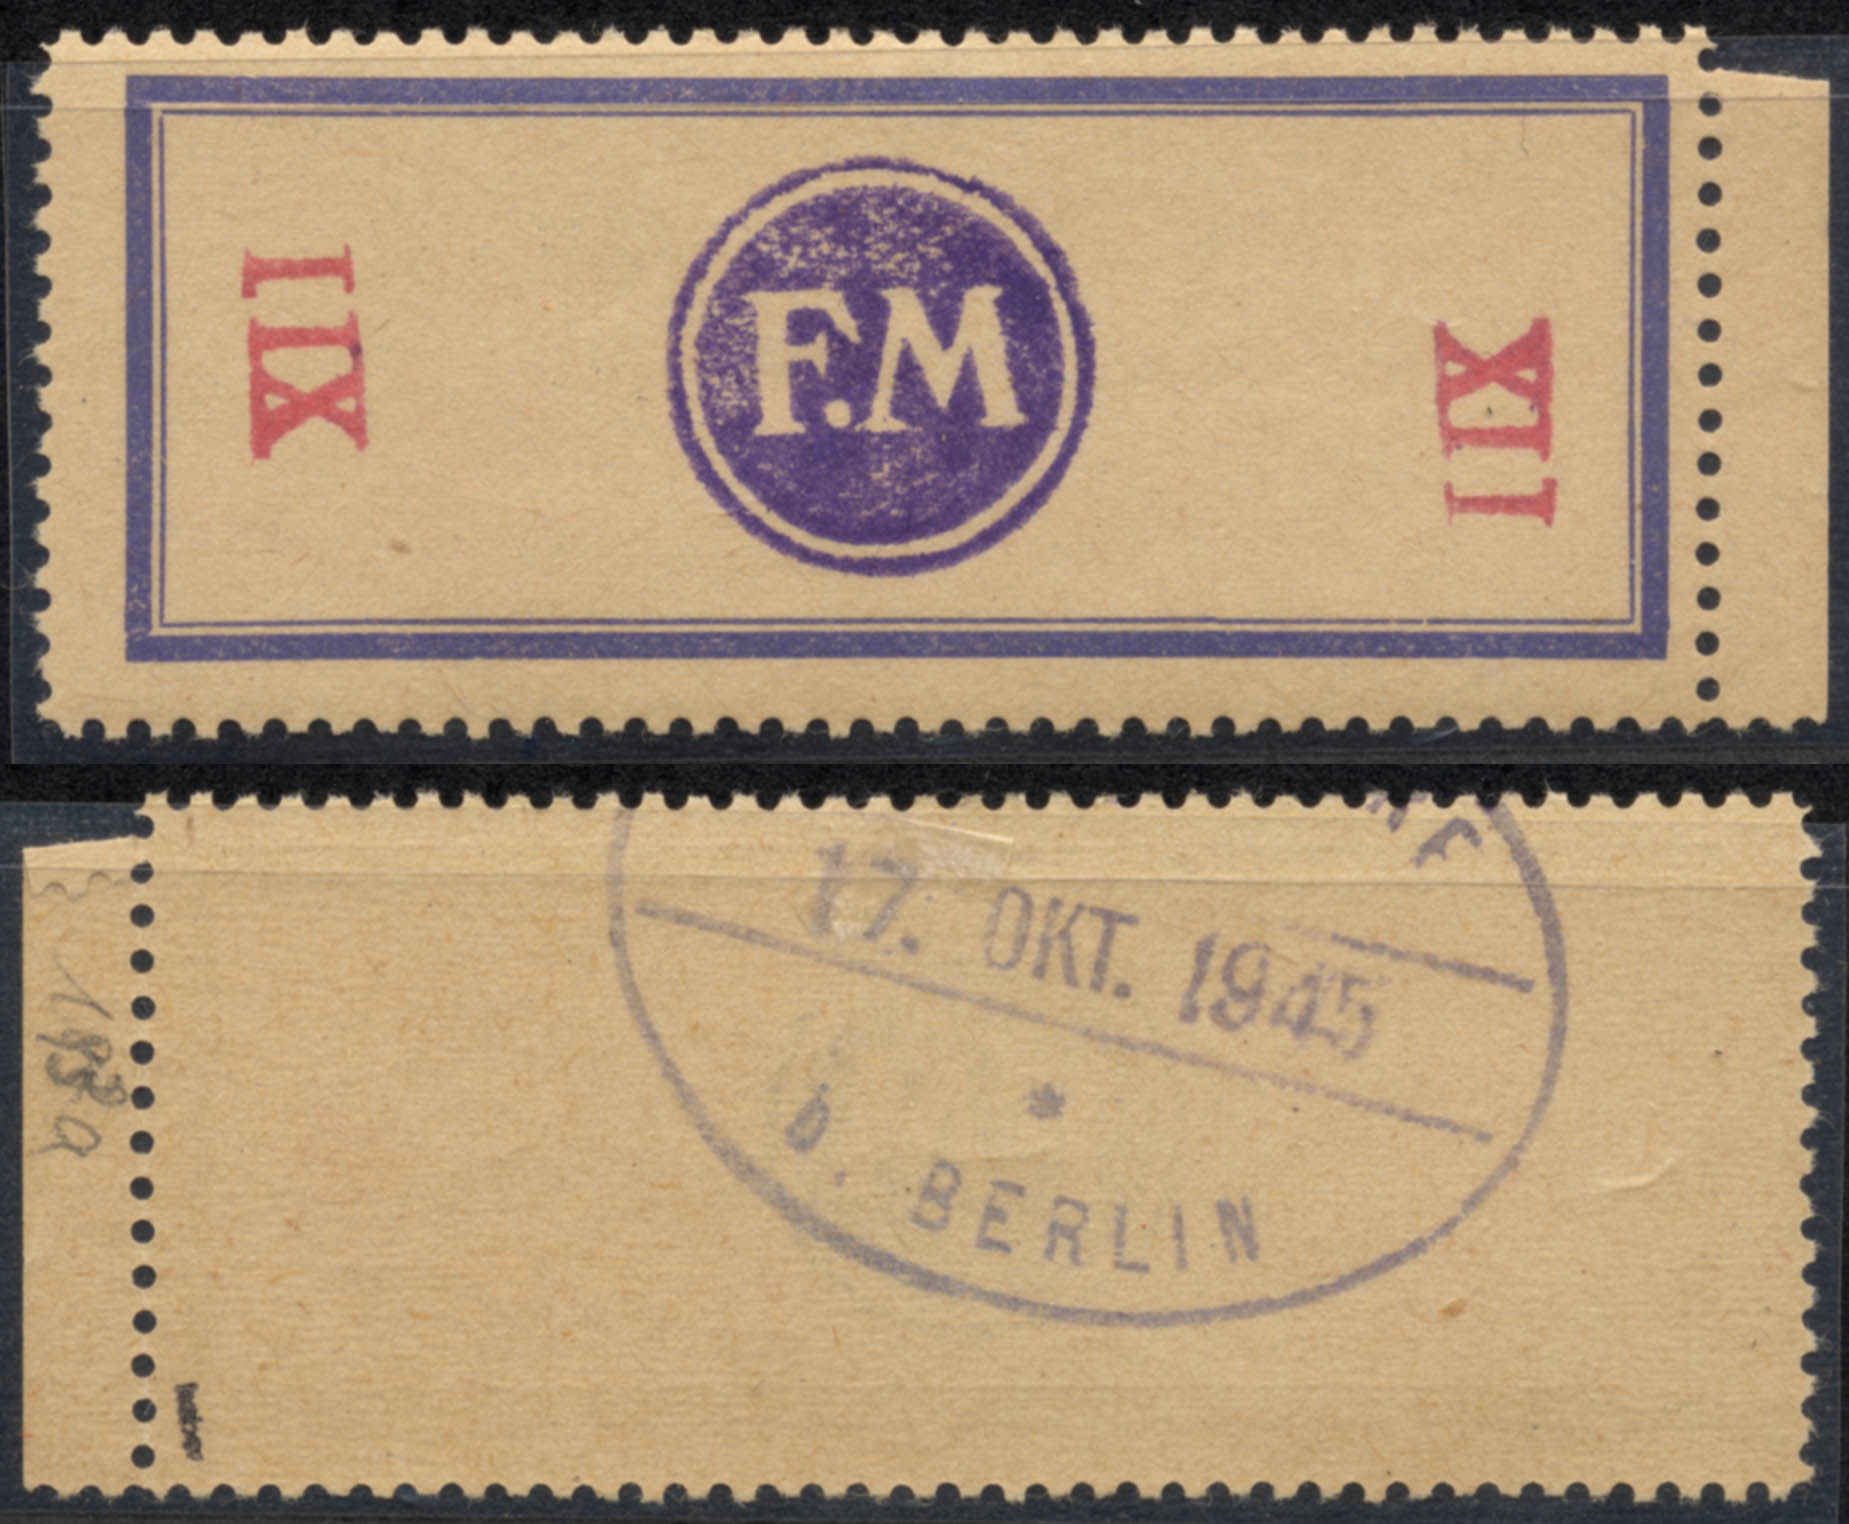 XII
F.M
XII
17. OKT. 1945
*
b. BERLIN